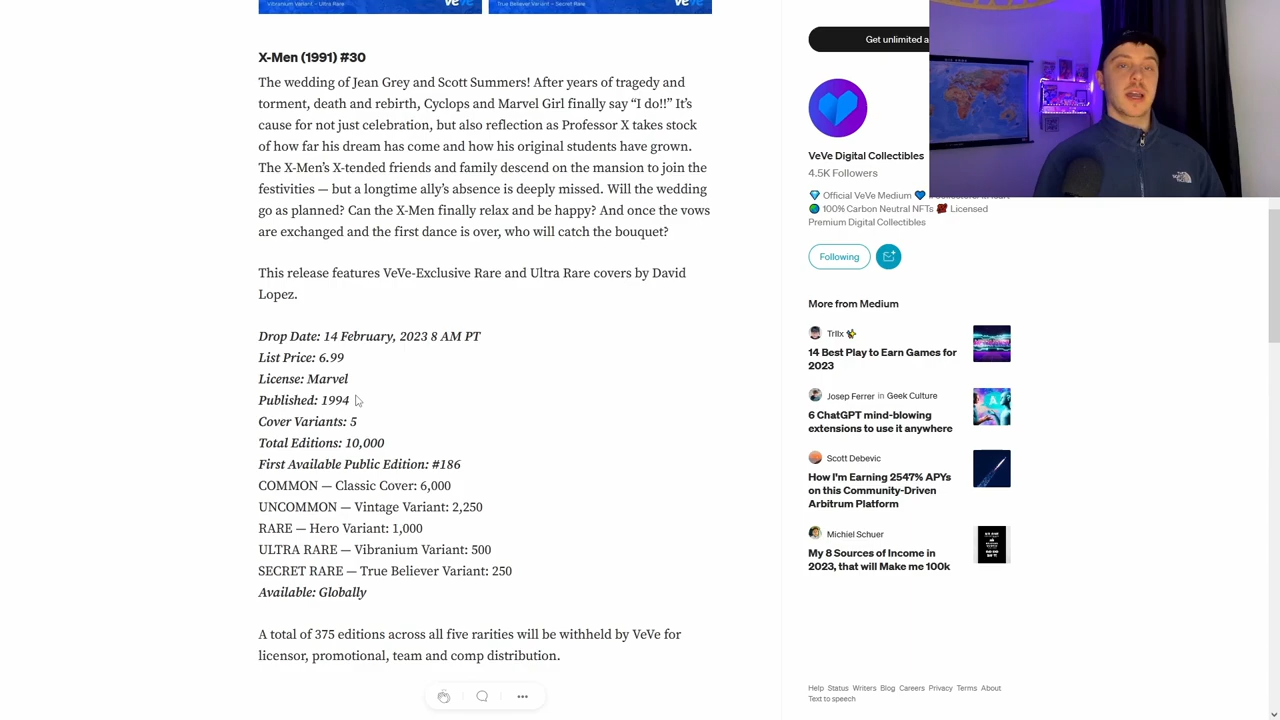 Vibranium Variant - Ultra Rare
VeVe
True Believer Variant — Secret Rare
VeVe
X-Men (1991) #30
The wedding of Jean Grey and Scott Summers! After years of tragedy and
torment, death and rebirth, Cyclops and Marvel Girl finally say “I do!!” It’s
cause for not just celebration, but also reflection as Professor X takes stock
of how far his dream has come and how his original students have grown.
The X-Men’s X-tended friends and family descend on the mansion to join the
festivities — but a longtime ally’s absence is deeply missed. Will the wedding
go as planned? Can the X-Men finally relax and be happy? And once the vows
are exchanged and the first dance is over, who will catch the bouquet?
This release features VeVe-Exclusive Rare and Ultra Rare covers by David
Lopez.
Drop Date: 14 February, 2023 8 AM PT
List Price: 6.99
License: Marvel
Published: 1994
Cover Variants: 5
Total Editions: 10,000
First Available Public Edition: #186
COMMON — Classic Cover: 6,000
UNCOMMON — Vintage Variant: 2,250
RARE — Hero Variant: 1,000
ULTRA RARE — Vibranium Variant: 500
SECRET RARE — True Believer Variant: 250
Available: Globally
A total of 375 editions across all five rarities will be withheld by VeVe for
licensor, promotional, team and comp distribution.
Get unlimited a
VeVe Digital Collectibles
4.5K Followers
Official VeVe Medium
100% Carbon Neutral NFTs Licensed
Premium Digital Collectibles
Following
More from Medium
Trlix
14 Best Play to Earn Games for
2023
Josep Ferrer in Geek Culture
6 ChatGPT mind-blowing
extensions to use it anywhere
Scott Debevic
How I'm Earning 2547% APYs
on this Community-Driven
Arbitrum Platform
Michiel Schuer
My 8 Sources of Income in
2023, that will Make me 100k
Help Status Writers Blog Careers Privacy Terms About
Text to speech